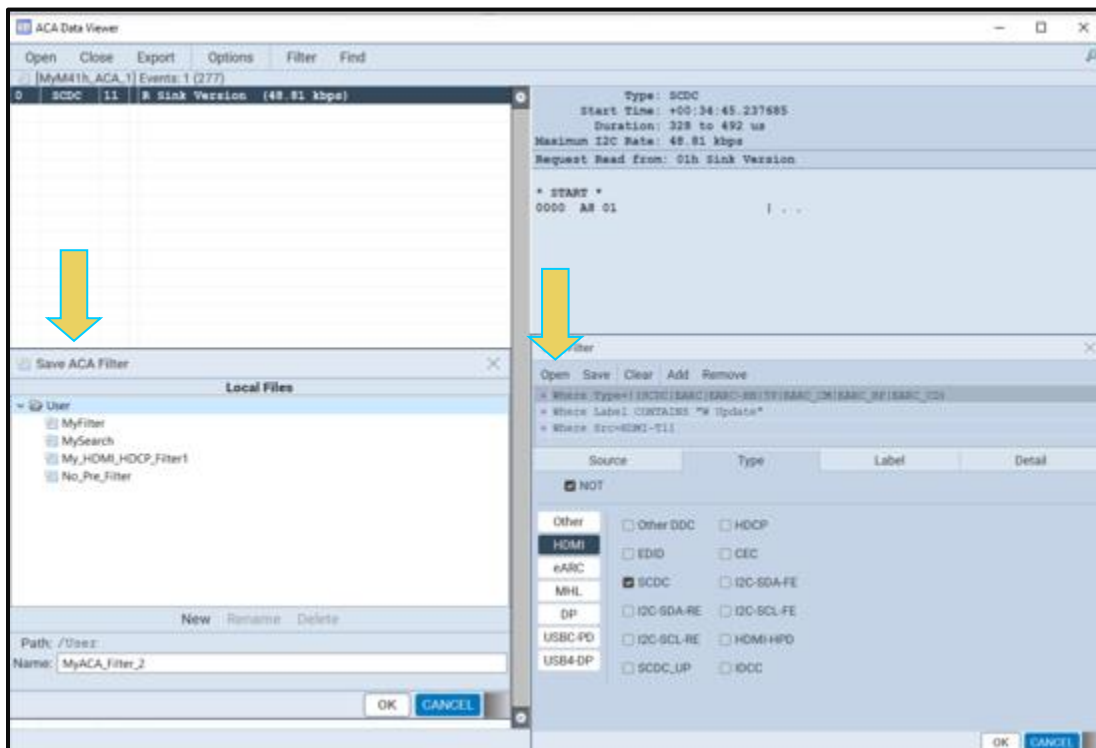 ACA Data Viewer
Open Close Export Options Filter Find
[MyM41h_ACA_1] Events: 1 (277)
0 SCDC 11 R Sink Version (48.81 kbps)
Type: SCDC
Start Time: +00:34:45.237685
Duration: 328 to 492 us
Maximum I2C Rate: 48.81 kbps
Request Read from: 01h Sink Version
* START *
0000 A8 01 | . .
Save ACA Filter
Local Files
User
MyFilter
MySearch
My_HDMI_HDCP_Filter1
No_Pre_Filter
New Rename Delete
Path: /User
Name: MyACA_Filter_2
OK CANCEL
Open Save Clear Add Remove
+ Where Label CONTAINS "W Update"
+ Where Src=HDMI-T11
Source Type Label Detail
NOT
Other
HDMI
eARC
MHL
DP
USBC-PD
USB4-DP
Other DDC HDCP
EDID CEC
SCDC I2C-SDA-FE
I2C-SDA-RE I2C-SCL-FE
I2C-SCL-RE HDMI-HPD
SCDC_UP IOCC
OK CANCEL